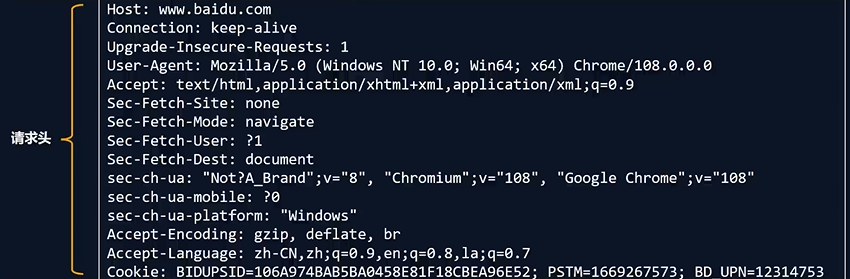 Host: www.baidu.com
Connection: keep-alive
Upgrade-Insecure-Requests: 1
User-Agent: Mozilla/5.0 (Windows NT 10.0; Win64; x64) Chrome/108.0.0.0
Accept: text/html,application/xhtml+xml,application/xml;q=0.9
Sec-Fetch-Site: none
Sec-Fetch-Mode: navigate
Sec-Fetch-User: ?1
请求头
Sec-Fetch-Dest: document
sec-ch-ua: "Not?A_Brand";v="8", "Chromium";v="108", "Google Chrome";v="108"
sec-ch-ua-mobile: ?0
sec-ch-ua-platform: "Windows"
Accept-Encoding: gzip, deflate, br
Accept-Language: zh-CN,zh;q=0.9,en;q=0.8,la;q=0.7
Cookie: BIDUPSID=106A974BAB5BA0458E81F18CBEA96E52; PSTM=1669267573; BD_UPN=12314753